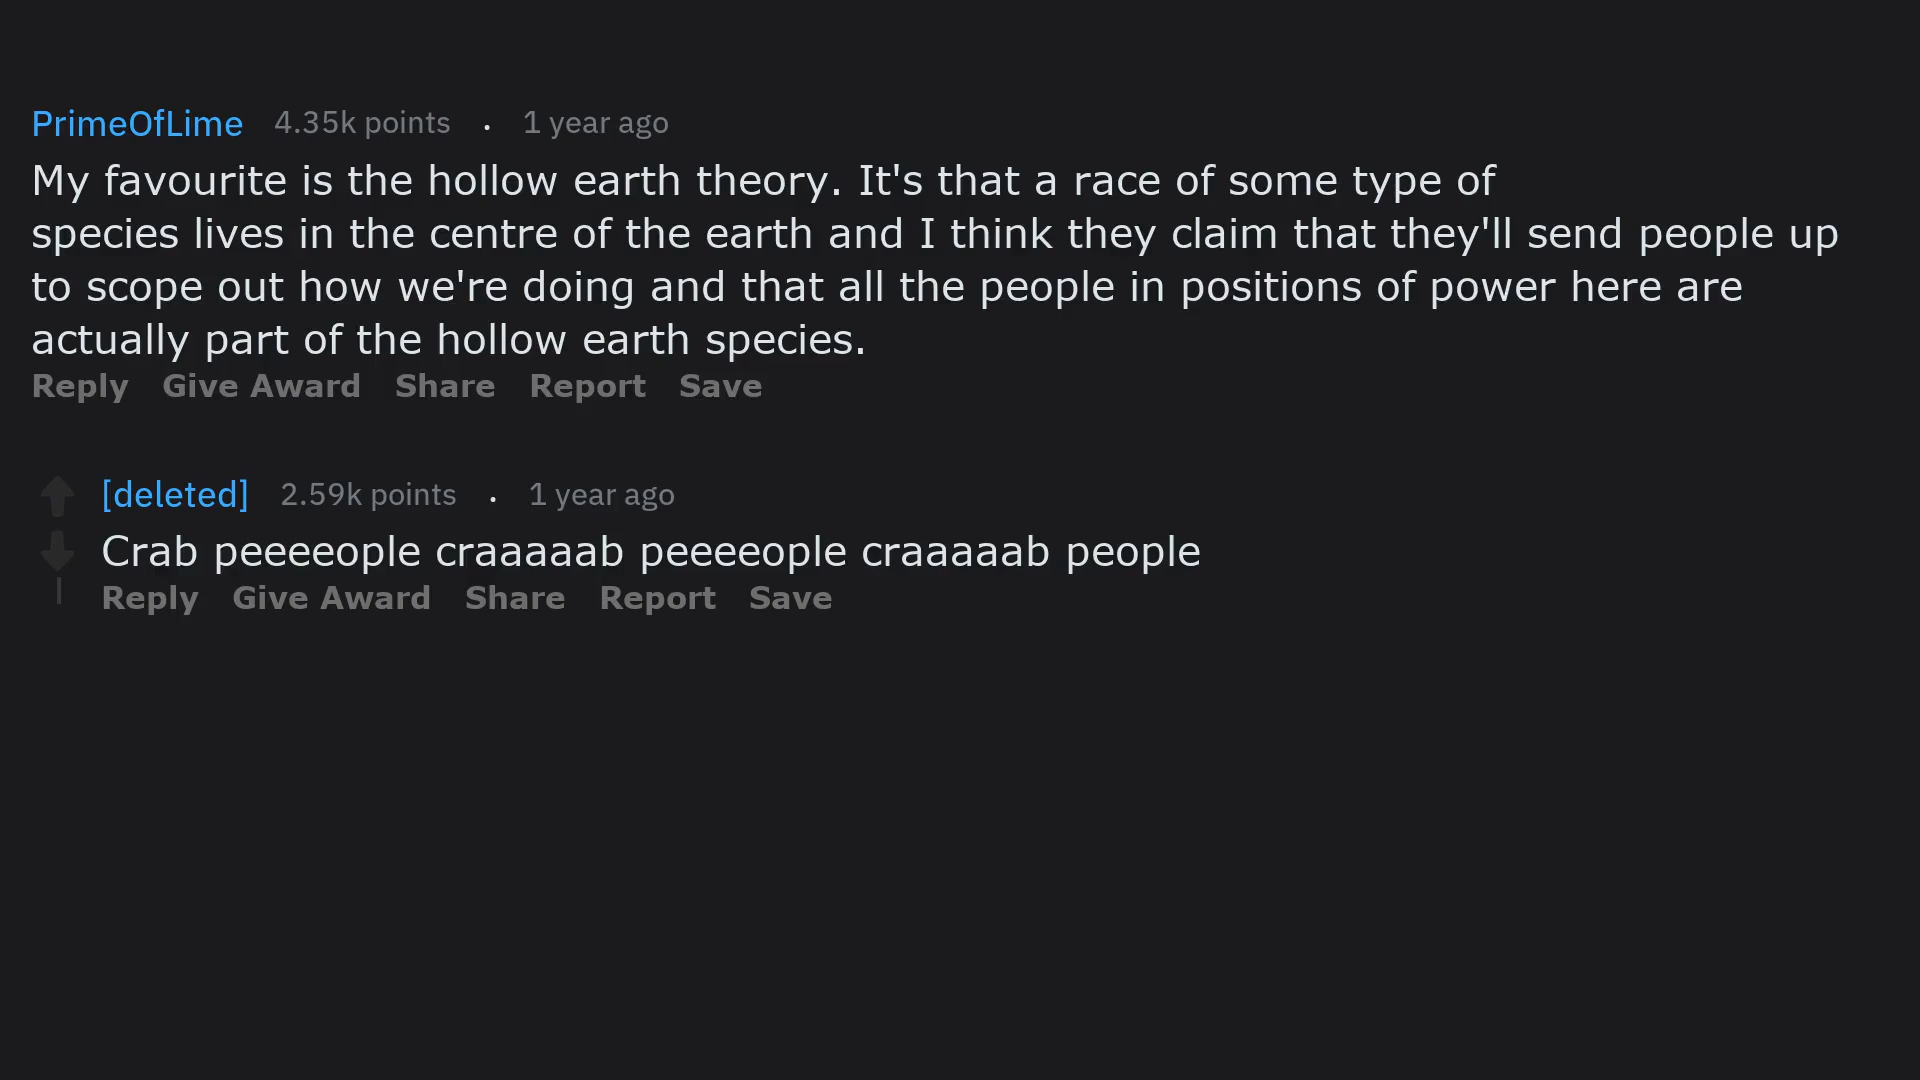 PrimeOfLime 4.35k points . 1 year ago
My favourite is the hollow earth theory. It's that a race of some type of
species lives in the centre of the earth and I think they claim that they'll send people up
to scope out how we're doing and that all the people in positions of power here are
actually part of the hollow earth species.
Reply Give Award Share Report Save
[deleted] 2.59k points . 1 year ago
Crab peeeeople craaaaab peeeeople craaaaab people
Reply Give Award Share Report Save